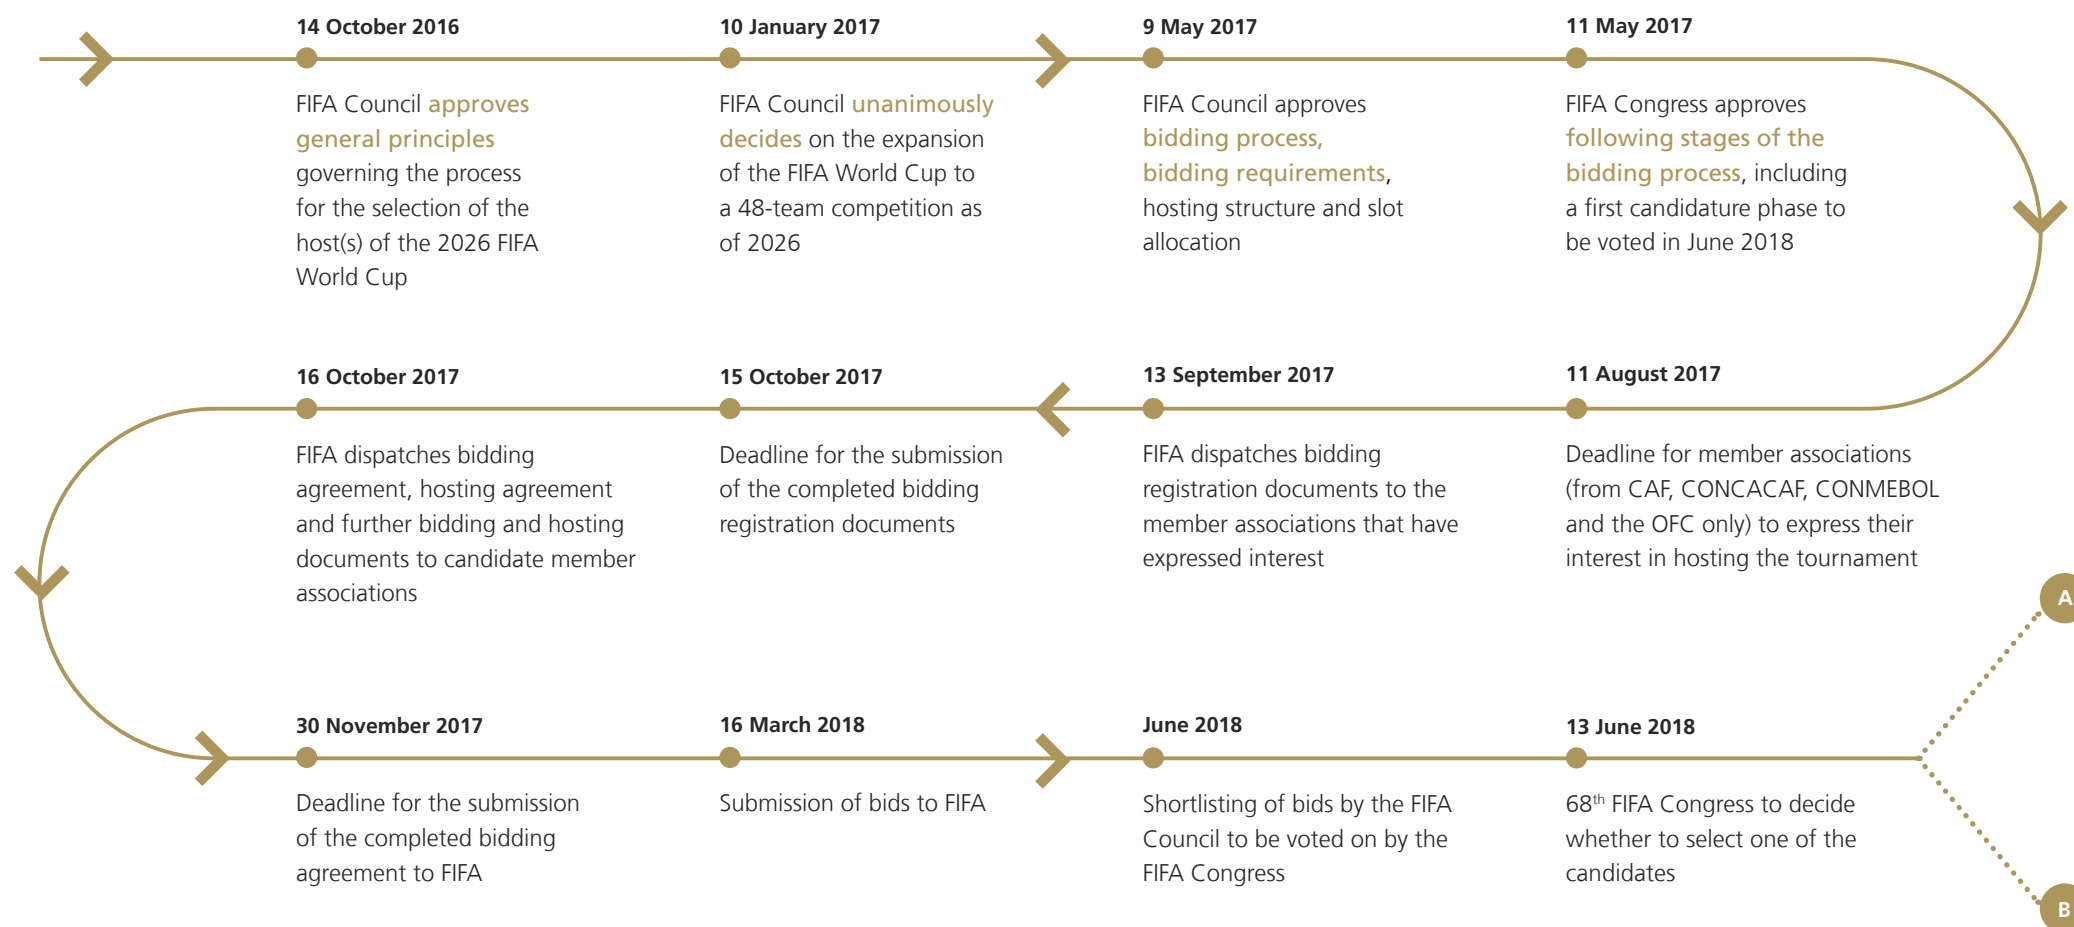 14 October 2016
FIFA Council approves
general principles
governing the process
for the selection of the
host(s) of the 2026 FIFA
World Cup
10 January 2017
FIFA Council unanimously
decides on the expansion
of the FIFA World Cup to
a 48-team competition as
of 2026
9 May 2017
FIFA Council approves
bidding process,
bidding requirements,
hosting structure and slot
allocation
11 May 2017
FIFA Congress approves
following stages of the
bidding process, including
a first candidature phase to
be voted in June 2018
11 August 2017
Deadline for member associations
(from CAF, CONCACAF, CONMEBOL
and the OFC only) to express their
interest in hosting the tournament
13 September 2017
FIFA dispatches bidding
registration documents to the
member associations that have
expressed interest
15 October 2017
Deadline for the submission
of the completed bidding
registration documents
16 October 2017
FIFA dispatches bidding
agreement, hosting agreement
and further bidding and hosting
documents to candidate member
associations
30 November 2017
Deadline for the submission
of the completed bidding
agreement to FIFA
16 March 2018
Submission of bids to FIFA
June 2018
Shortlisting of bids by the FIFA
Council to be voted on by the
FIFA Congress
13 June 2018
68th FIFA Congress to decide
whether to select one of the
candidates
A
B